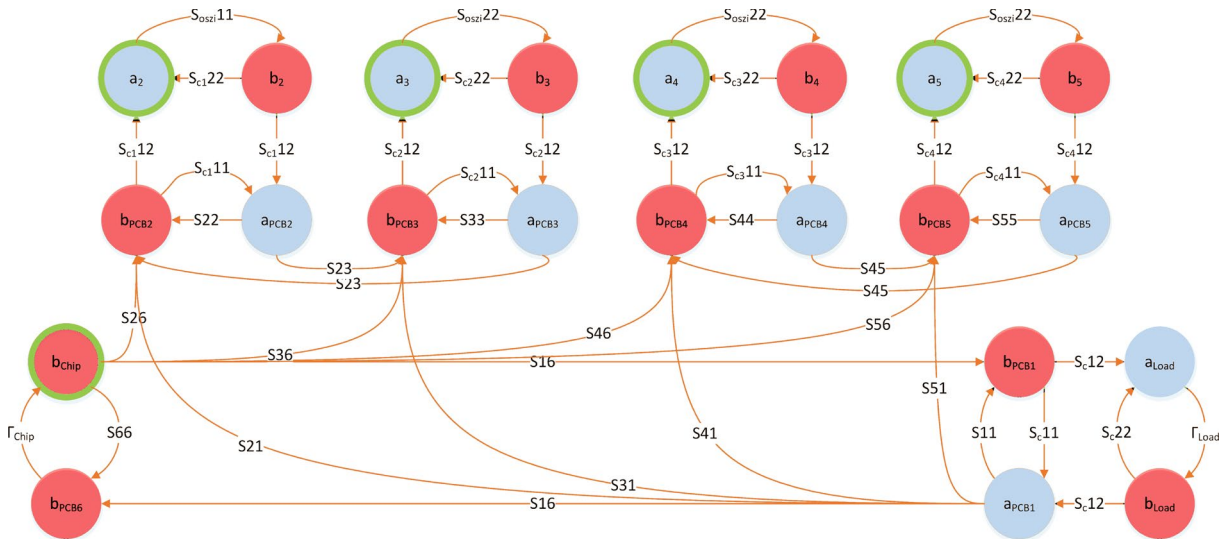 Soszi11 Soszi22 Soszi22 Soszi22
a2 Sc122 b2 a3 Sc222 b3 a4 Sc322 b4 a5 Sc422 b5
Sc112 Sc112 Sc212 Sc212 Sc312 Sc312 Sc412 Sc412
Sc111 Sc211 Sc311 Sc411
bPCB2 S22 aPCB2 bPCB3 S33 aPCB3 bPCB4 S44 aPCB4 bPCB5 S55 aPCB5
S23 S45
S23 S45
S26 S36 S46 S56
bChip S16 bPCB1 Sc12 aLoad
S51
ΓChip S66 S21 S41 S11 Sc11 Sc22 ΓLoad
S31
bPCB6 S16 aPCB1 Sc12 bLoad